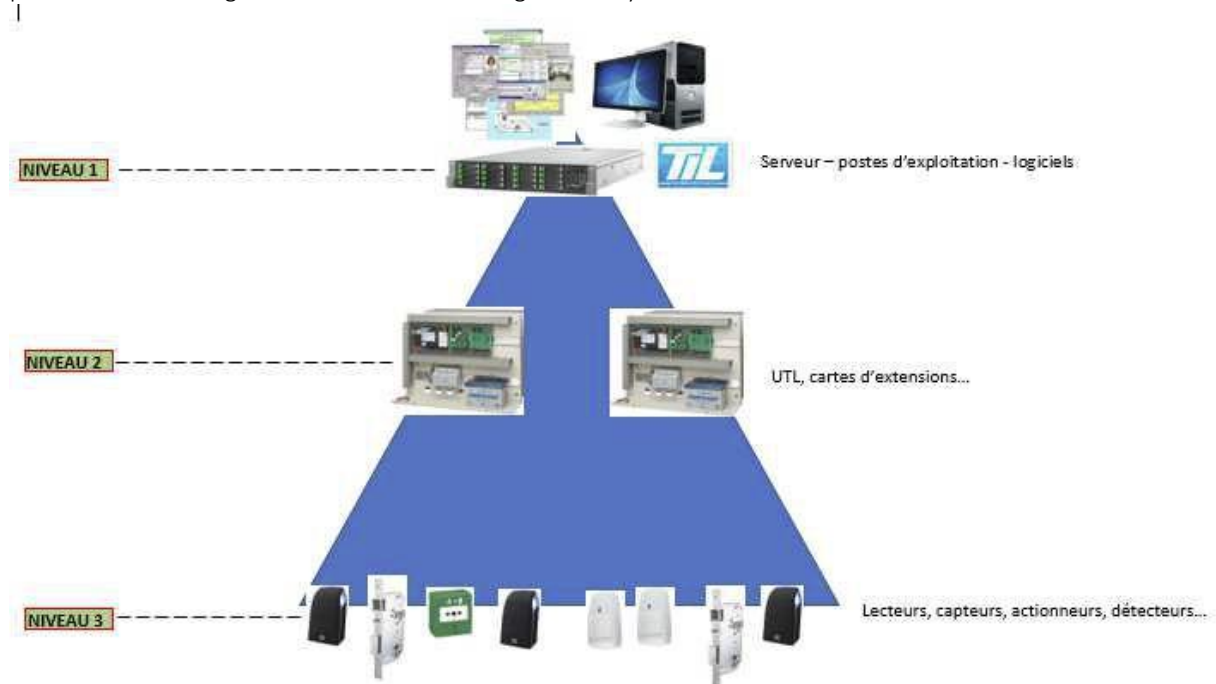 NIVEAU 1
TIL
Serveur – postes d'exploitation - logiciels
NIVEAU 2
UTL, cartes d'extensions...
NIVEAU 3
Lecteurs, capteurs, actionneurs, détecteurs...